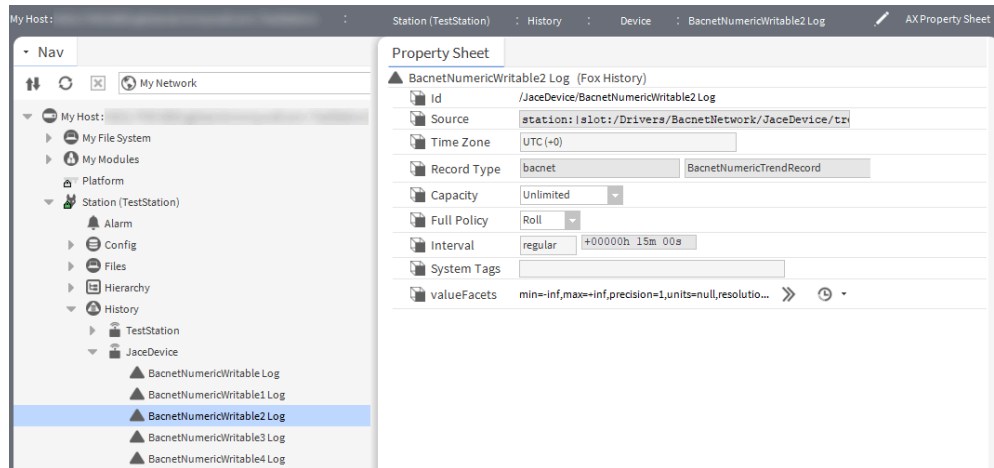 My Host : : Station (TestStation) : History : Device : BacnetNumericWritable2 Log AX Property Sheet
Nav
My Network
My Host :
My File System
My Modules
Platform
Station (TestStation)
Alarm
Config
Files
Hierarchy
History
TestStation
JaceDevice
BacnetNumericWritable Log
BacnetNumericWritable1 Log
BacnetNumericWritable2 Log
BacnetNumericWritable3 Log
BacnetNumericWritable4 Log
Property Sheet
BacnetNumericWritable2 Log (Fox History)
Id /JaceDevice/BacnetNumericWritable2 Log
Source station:|slot:/Drivers/BacnetNetwork/JaceDevice/tre
Time Zone UTC (+0)
Record Type bacnet BacnetNumericTrendRecord
Capacity Unlimited
Full Policy Roll
Interval regular +00000h 15m 00s
System Tags
valueFacets min=-inf,max=+inf,precision=1,units=null,resolutio...